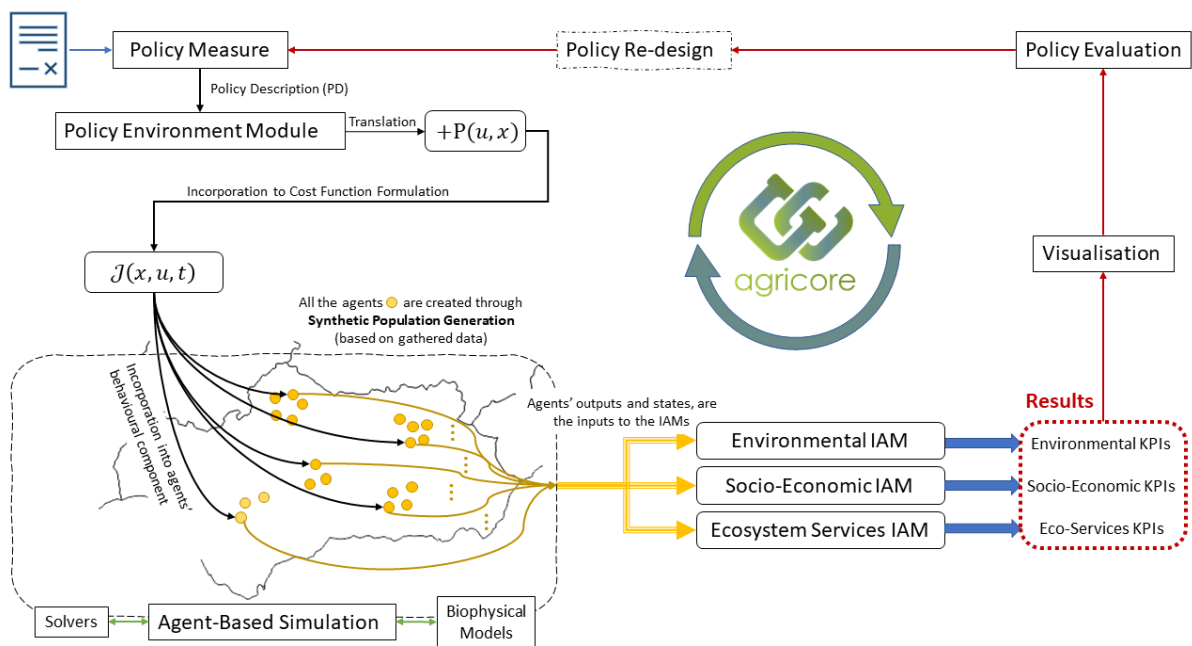 Policy Measure
Policy Re-design
Policy Evaluation
Policy Description (PD)
Policy Environment Module
Translation
+P(u, x)
Incorporation to Cost Function Formulation
J(x, u, t)
agricore
Visualisation
All the agents are created through
Synthetic Population Generation
(based on gathered data)
Incorporation into agents'
behavioural component
Agents' outputs and states, are
the inputs to the IAMs
Results
Environmental IAM
Environmental KPIs
Socio-Economic IAM
Socio-Economic KPIs
Ecosystem Services IAM
Eco-Services KPIs
Solvers
Agent-Based Simulation
Biophysical
Models